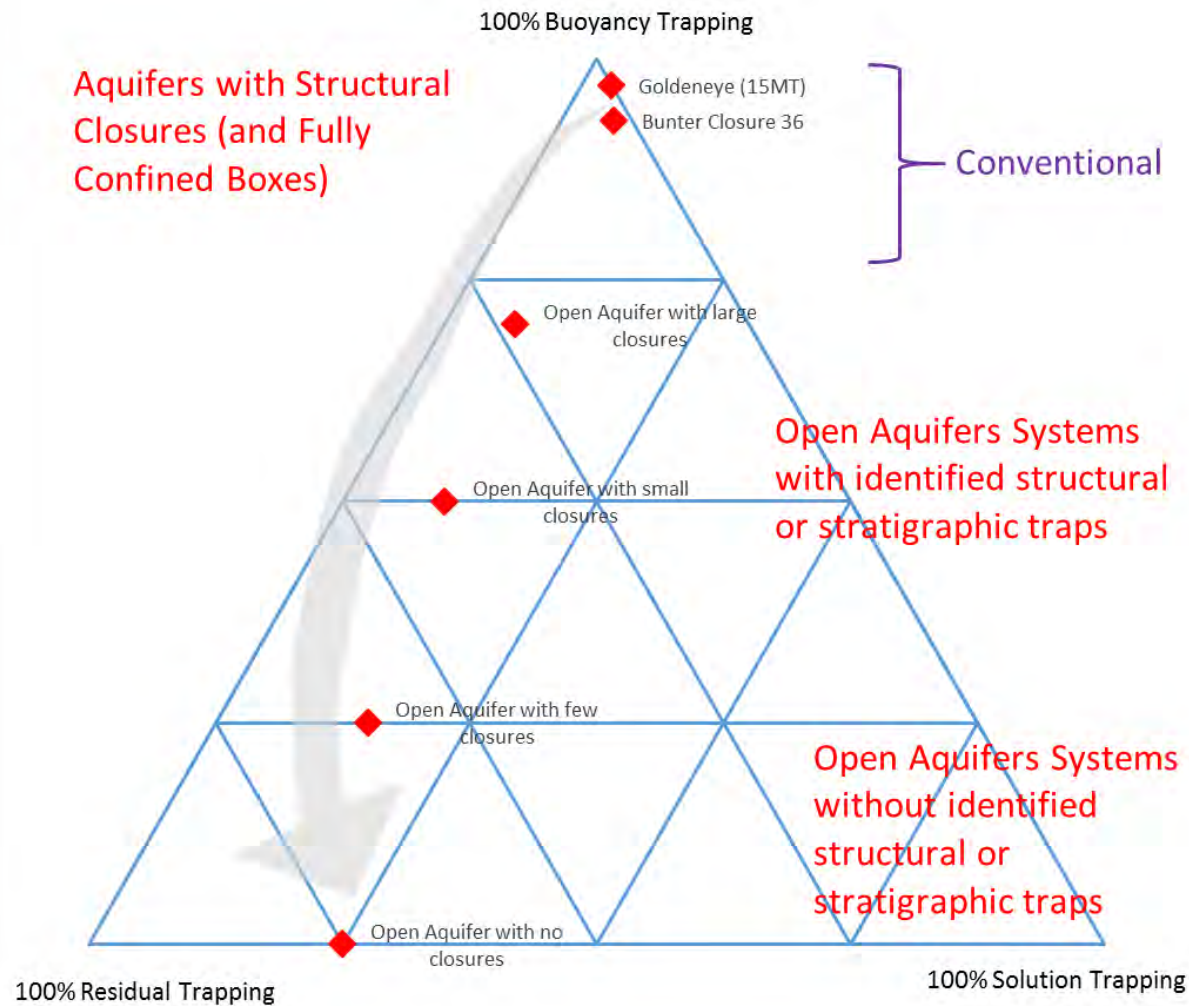 100% Buoyancy Trapping
Aquifers with Structural
Closures (and Fully
Confined Boxes)
Goldeneye (15MT)
Bunter Closure 36
Conventional
Open Aquifer with large
closures
Open Aquifers Systems
with identified structural
or stratigraphic traps
Open Aquifer with small
closures
Open Aquifer with few
closures
Open Aquifers Systems
without identified
structural or
stratigraphic traps
Open Aquifer with no
closures
100% Residual Trapping
100% Solution Trapping